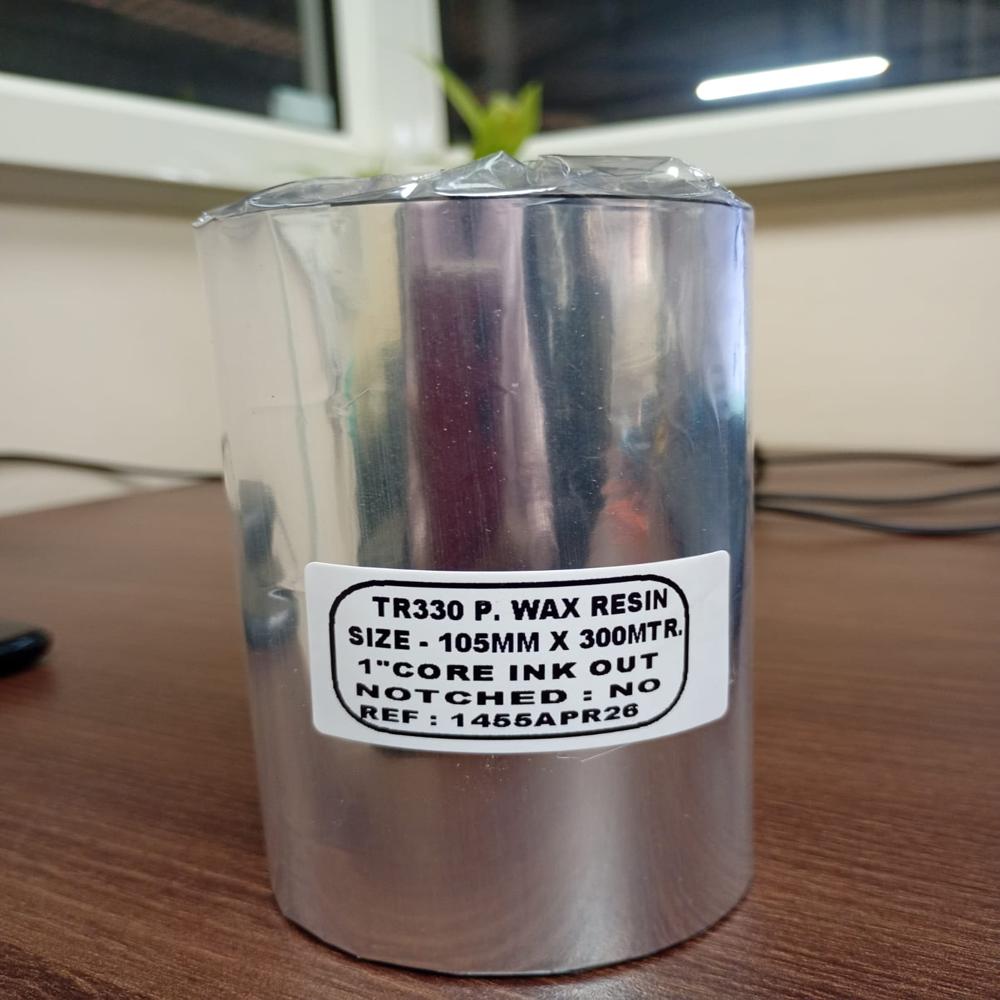 TR330 P. WAX RESIN
SIZE - 105MM X 300MTR.
1"CORE INK OUT
NOTCHED : NO
REF : 1455APR26